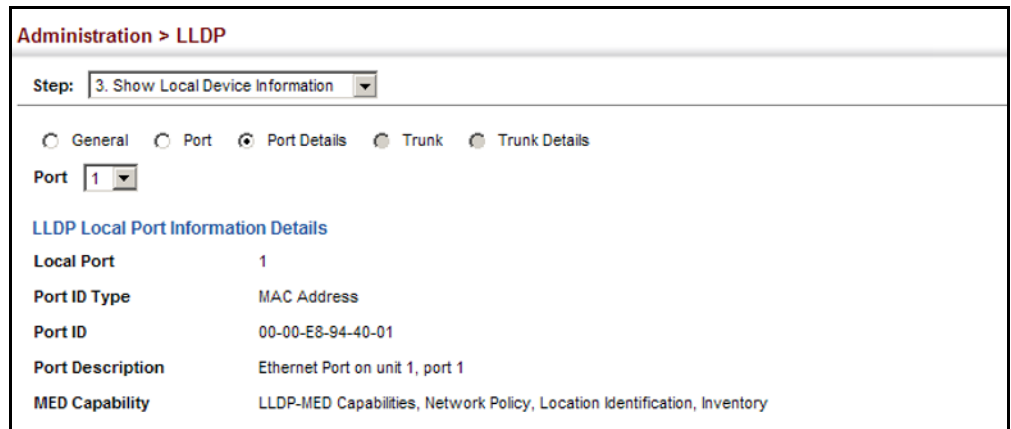 Administration > LLDP
Step: 3. Show Local Device Information
General Port Port Details Trunk Trunk Details
Port 1
LLDP Local Port Information Details
Local Port 1
Port ID Type MAC Address
Port ID 00-00-E8-94-40-01
Port Description Ethernet Port on unit 1, port 1
MED Capability LLDP-MED Capabilities, Network Policy, Location Identification, Inventory